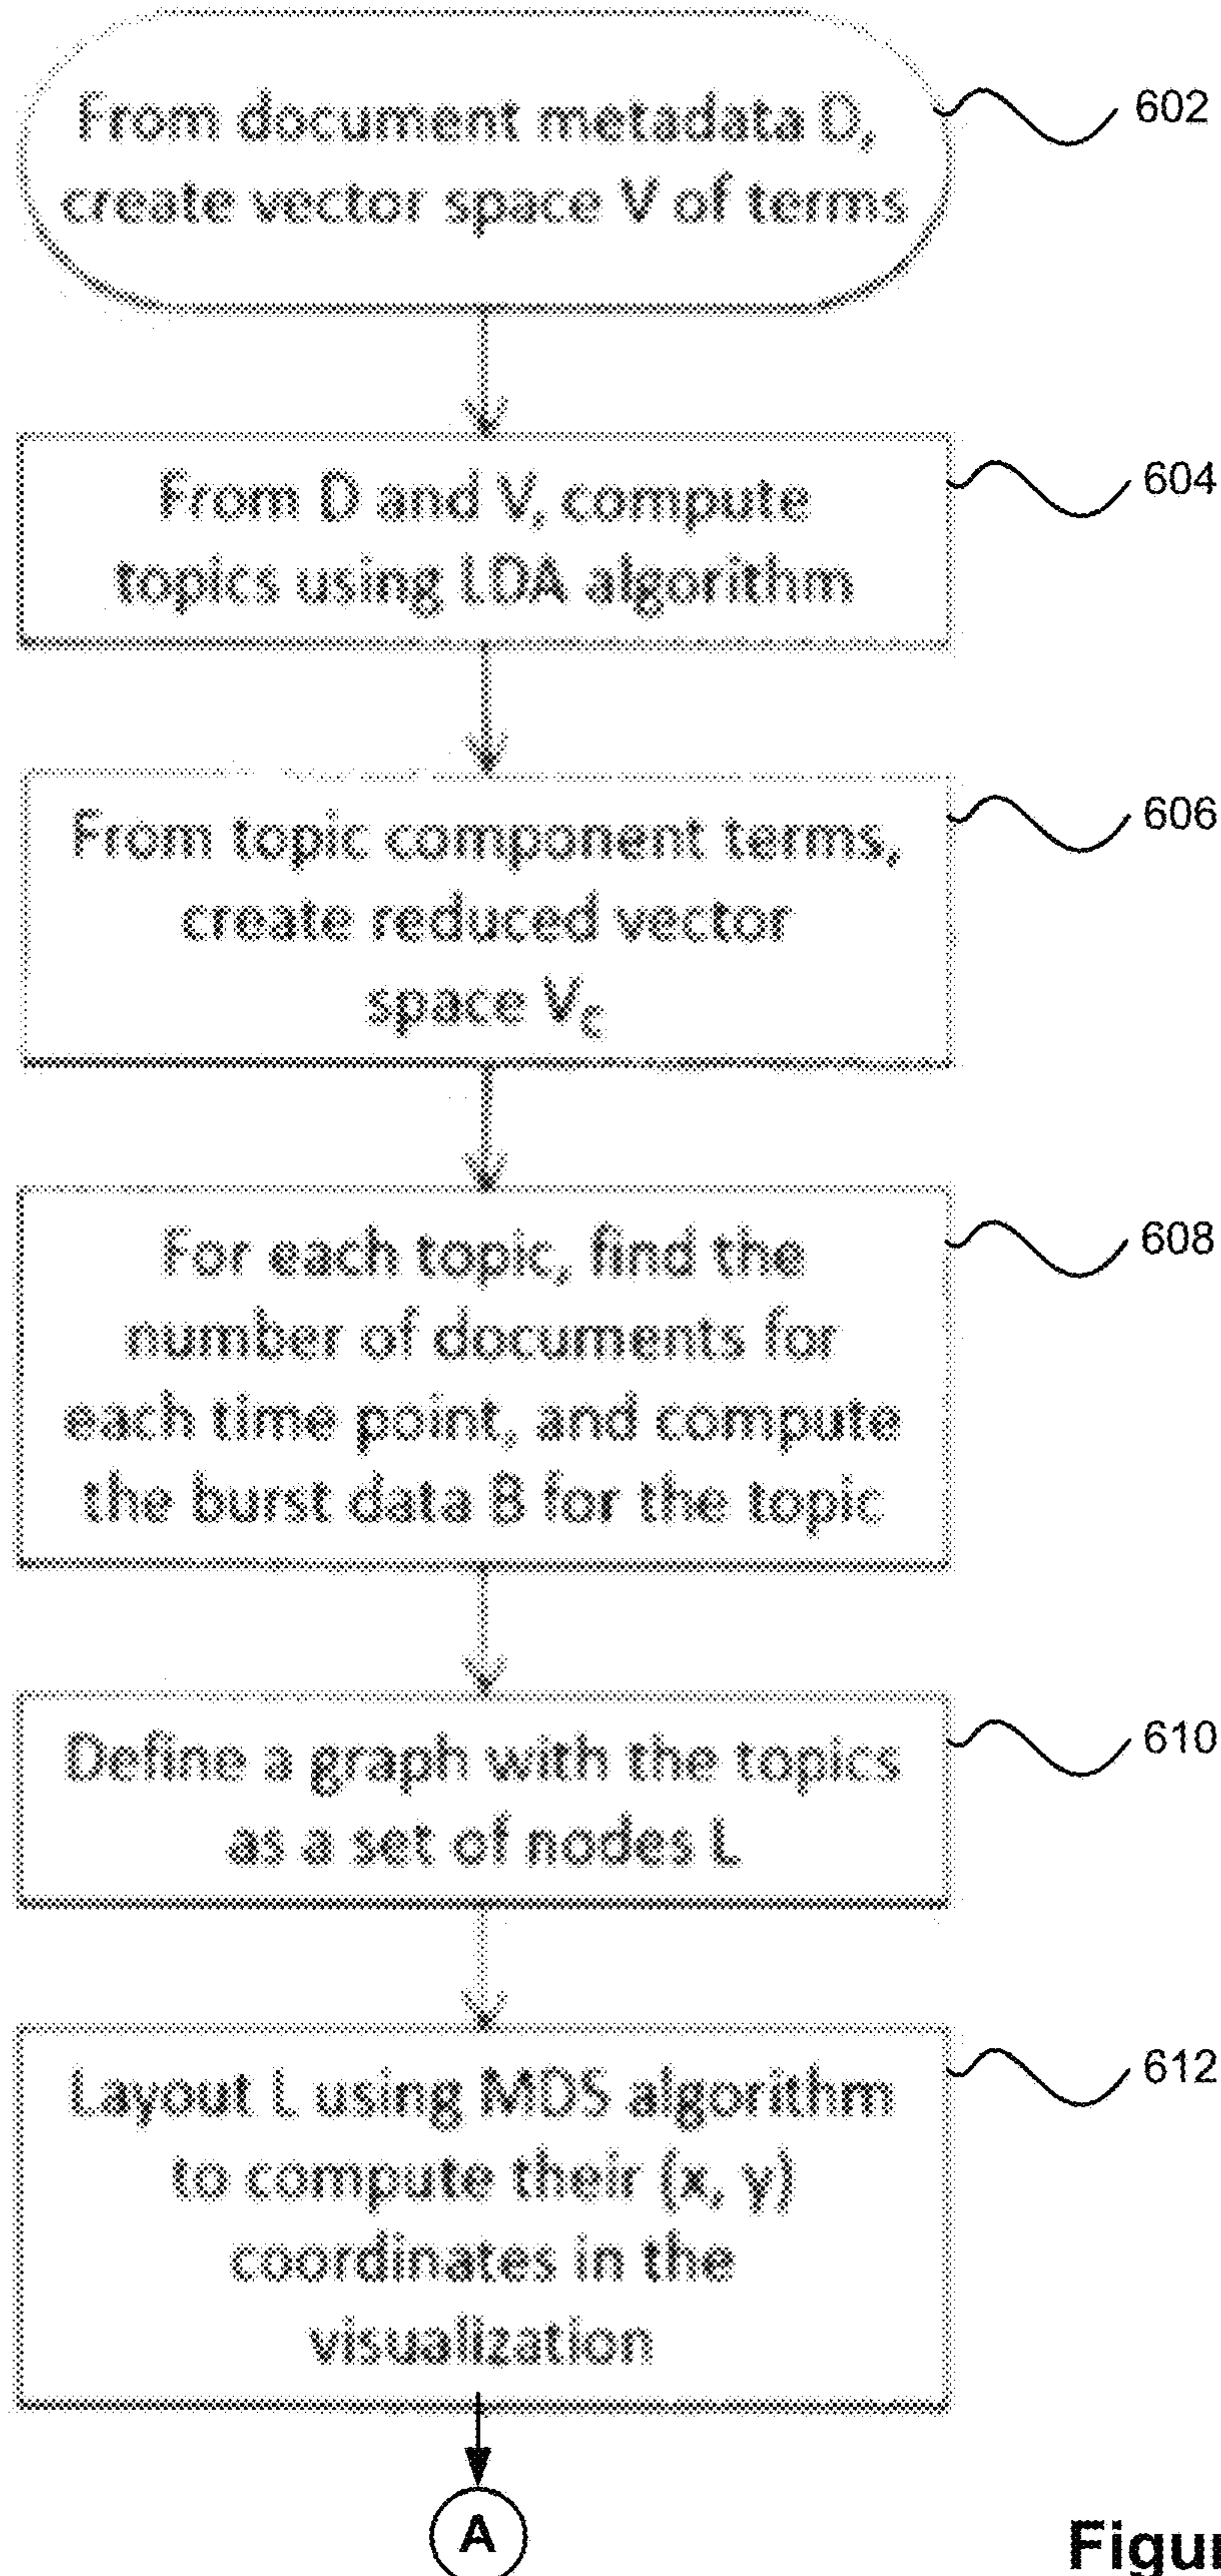 From document metadata D,
create vector space V of terms
602
From D and V, compute
topics using LDA algorithm
604
From topic component terms,
create reduced vector
space V_C
606
For each topic, find the
number of documents for
each time point, and compute
the burst data B for the topic
608
Define a graph with the topics
as a set of nodes L
610
Layout L using MDS algorithm
to compute their (x, y)
coordinates in the
visualization
612
A
Figur